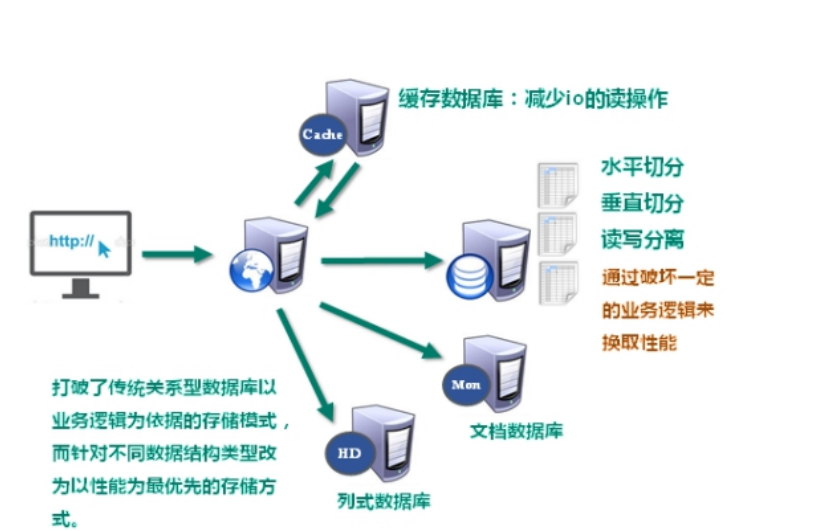 缓存数据库：减少io的读操作
Cache
水平切分
垂直切分
读写分离
http://
通过破坏一定
的业务逻辑来
换取性能
Mon
文档数据库
打破了传统关系型数据库以
业务逻辑为依据的存储模式，
而针对不同数据结构类型改
为以性能为最优先的存储方
式。
HD
列式数据库